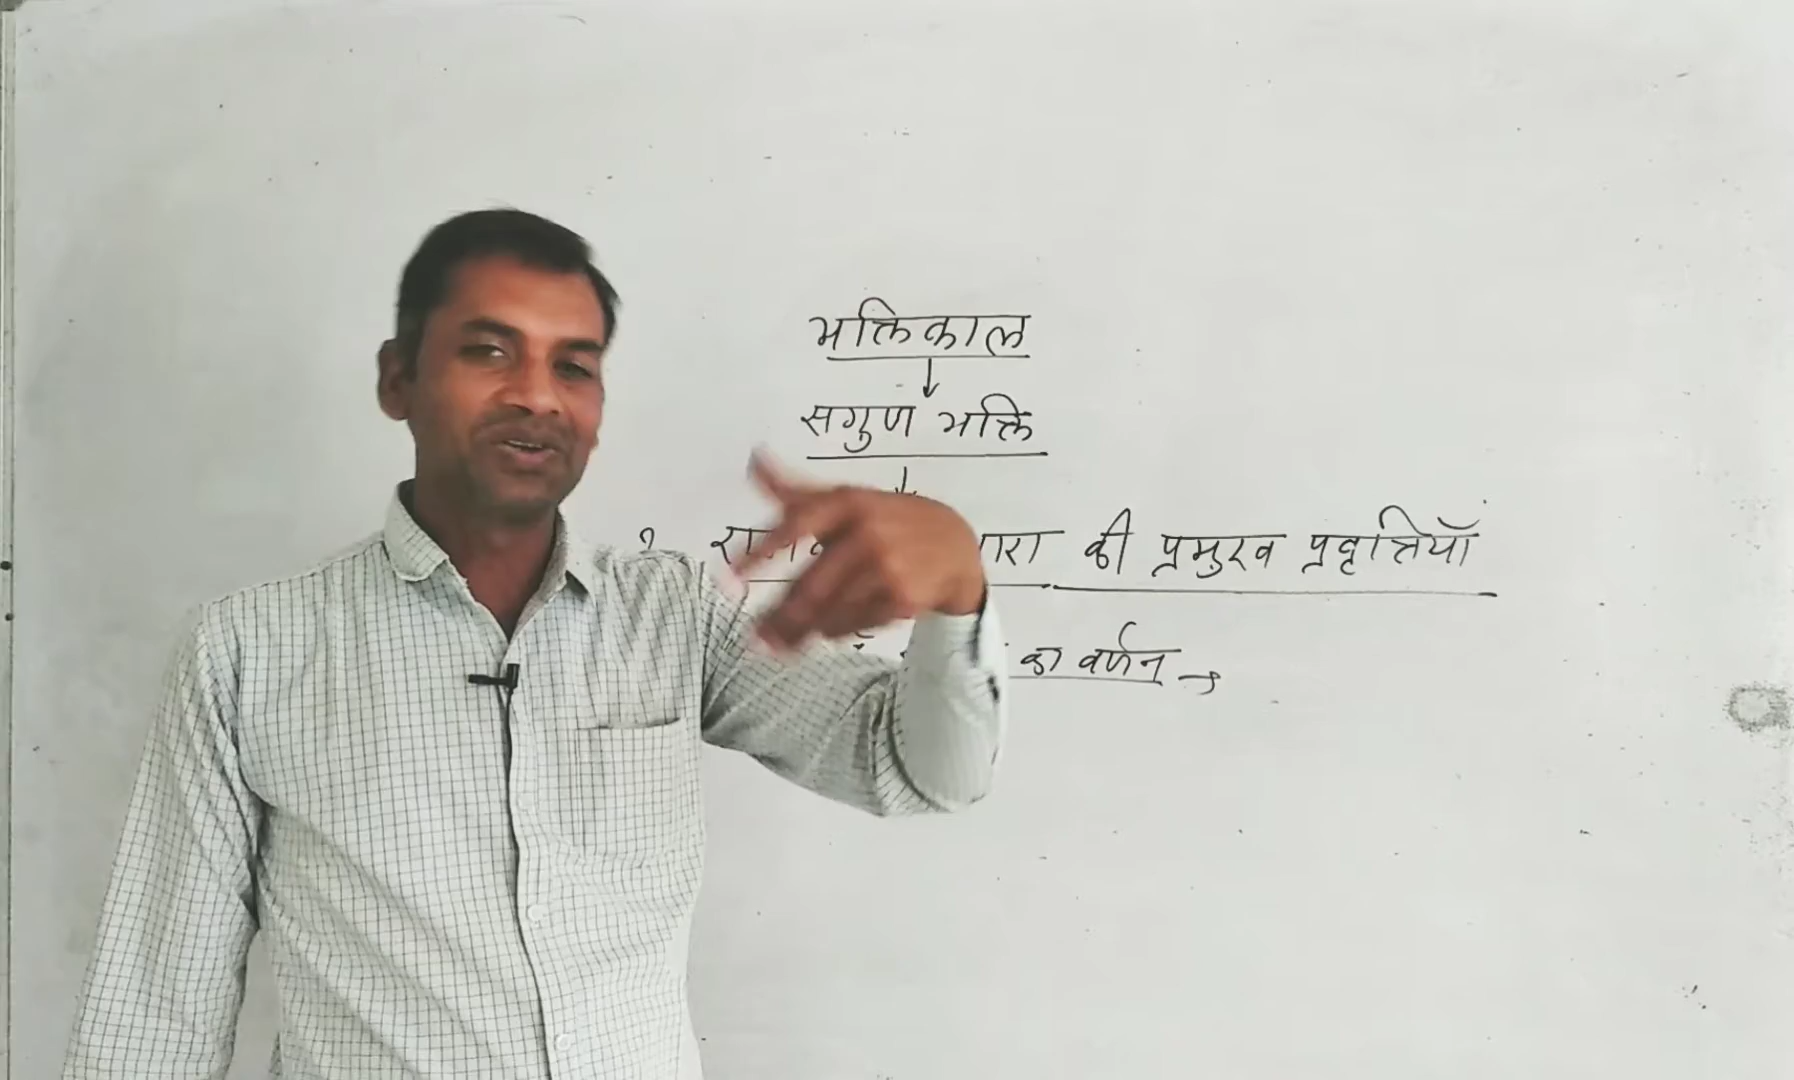 भक्तिकाल
सगुण भक्ति
की प्रमुख प्रवृत्तियाँ
का वर्णन →